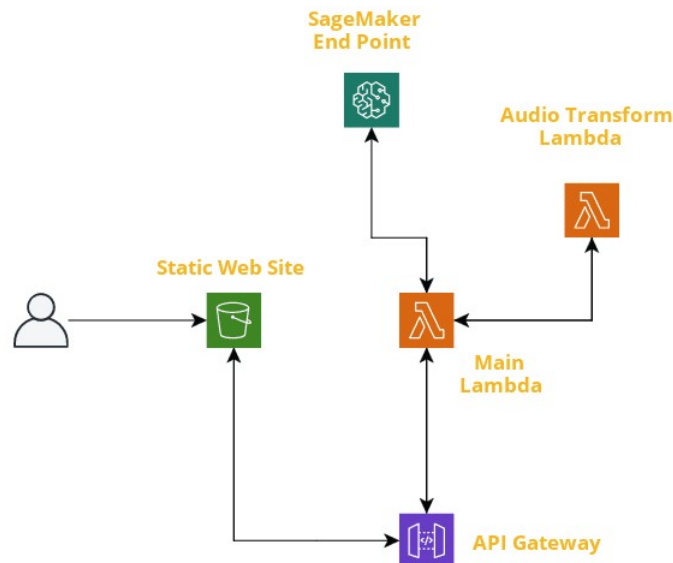 SageMaker
End Point
Audio Transform
Lambda
Static Web Site
Main
Lambda
API Gateway